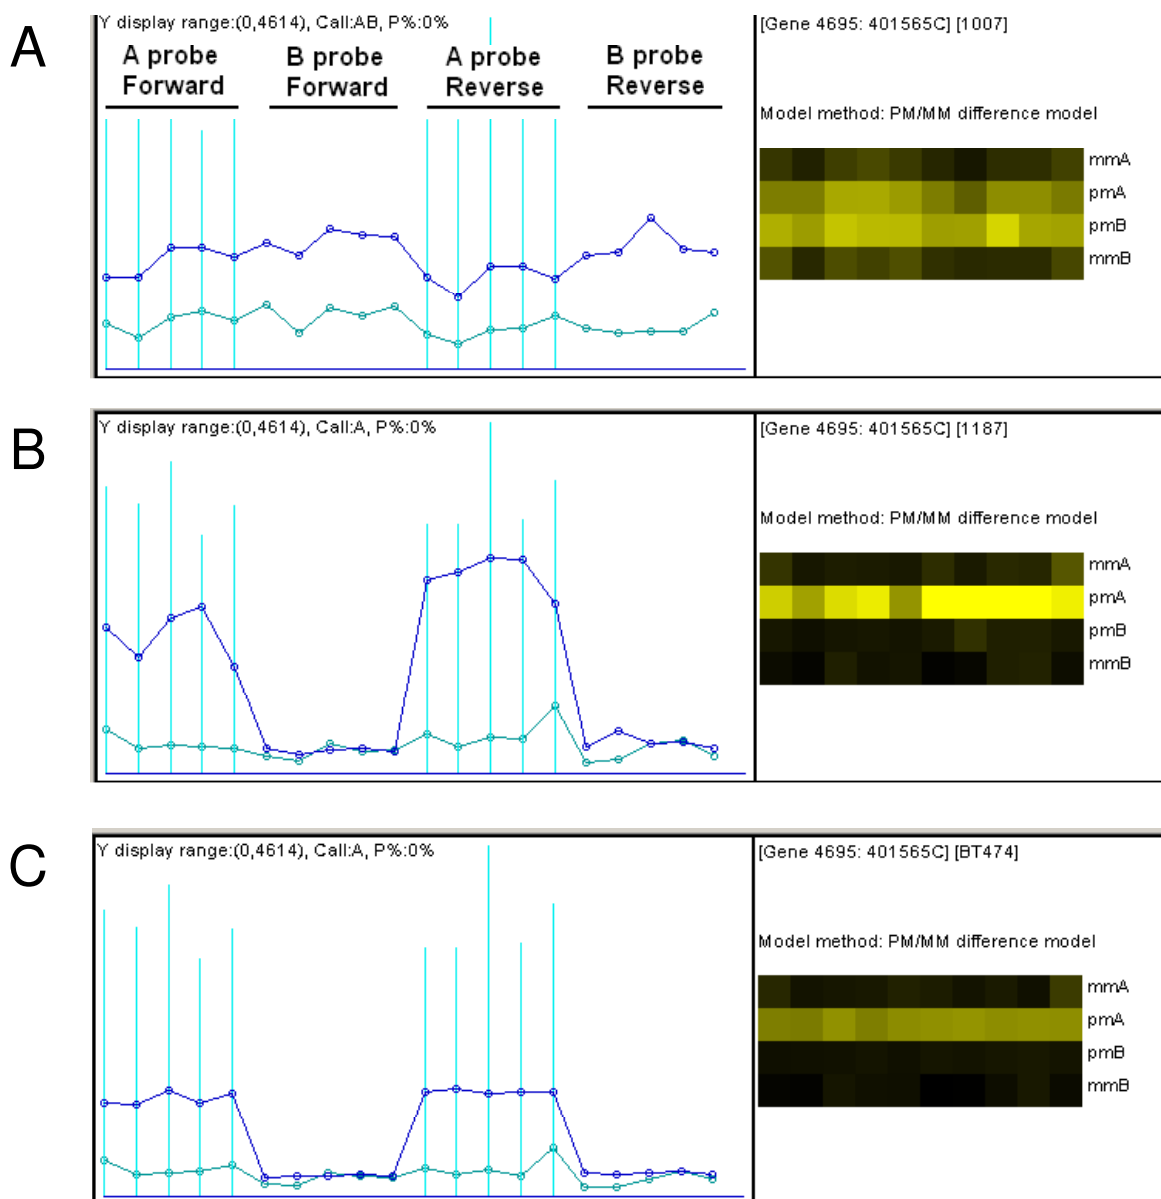 A
Y display range:(0,4614), Call:AB, P%:0%
A probe
Forward
B probe
Forward
A probe
Reverse
B probe
Reverse
[Gene 4695: 401565C] [1007]
Model method: PM/MM difference model
mmA
pmA
pmB
mmB
B
Y display range:(0,4614), Call:A, P%:0%
[Gene 4695: 401565C] [1187]
Model method: PM/MM difference model
mmA
pmA
pmB
mmB
C
Y display range:(0,4614), Call:A, P%:0%
[Gene 4695: 401565C] [BT474]
Model method: PM/MM difference model
mmA
pmA
pmB
mmB